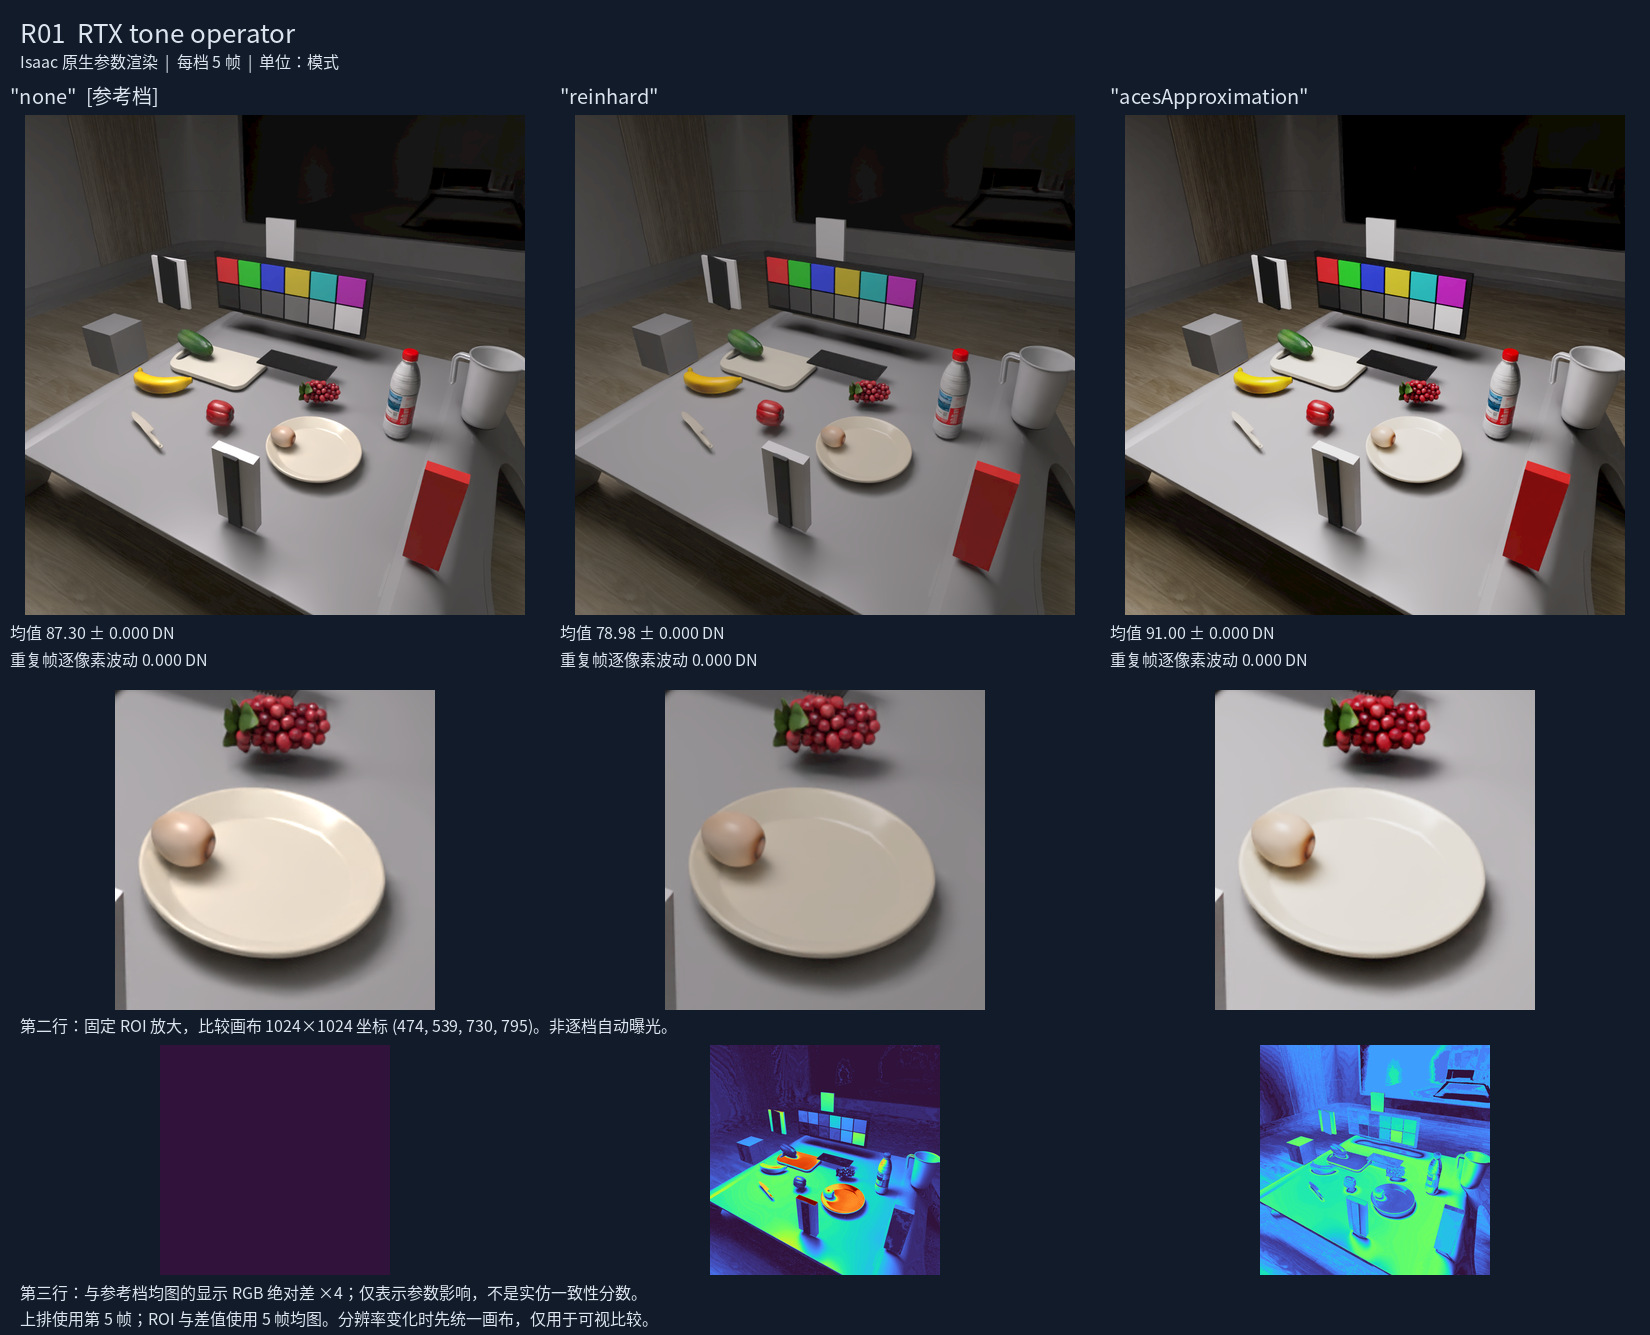 R01  RTX tone operator
Isaac 原生参数渲染 | 每档 5 帧 | 单位：模式
"none"  [参考档]
"reinhard"
"acesApproximation"
均值 87.30 ± 0.000 DN
均值 78.98 ± 0.000 DN
均值 91.00 ± 0.000 DN
重复帧逐像素波动 0.000 DN
重复帧逐像素波动 0.000 DN
重复帧逐像素波动 0.000 DN
第二行：固定 ROI 放大，比较画布 1024×1024 坐标 (474, 539, 730, 795)。非逐档自动曝光。
第三行：与参考档均图的显示 RGB 绝对差 ×4；仅表示参数影响，不是实仿一致性分数。
上排使用第 5 帧；ROI 与差值使用 5 帧均图。分辨率变化时先统一画布，仅用于可视比较。